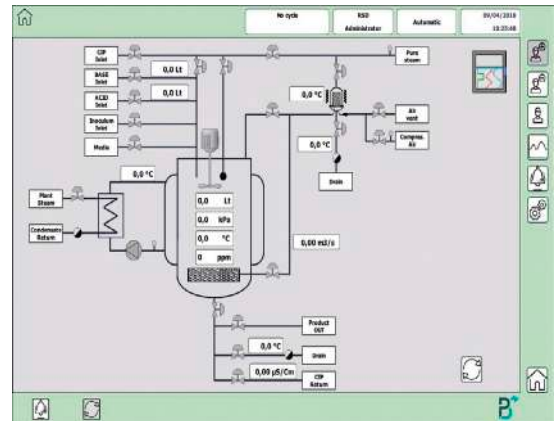 No cycle
RSD
Administrator
Automatic
09/04/2018
10:23:46
CIP
Inlet
BASE
Inlet
0,0 Lt
ACID
Inlet
0,0 Lt
Inoculum
Inlet
Media
Pure
steam
0,0 °C
Air
vent
Compres.
Air
0,0 °C
Drain
0,0 °C
Plant
Steam
Condensate
Return
0,0 Lt
0,0 kPa
0,0 °C
0 ppm
0,00 m3/s
Product
OUT
0,0 °C
Drain
0,00 µS/Cm
CIP
Return